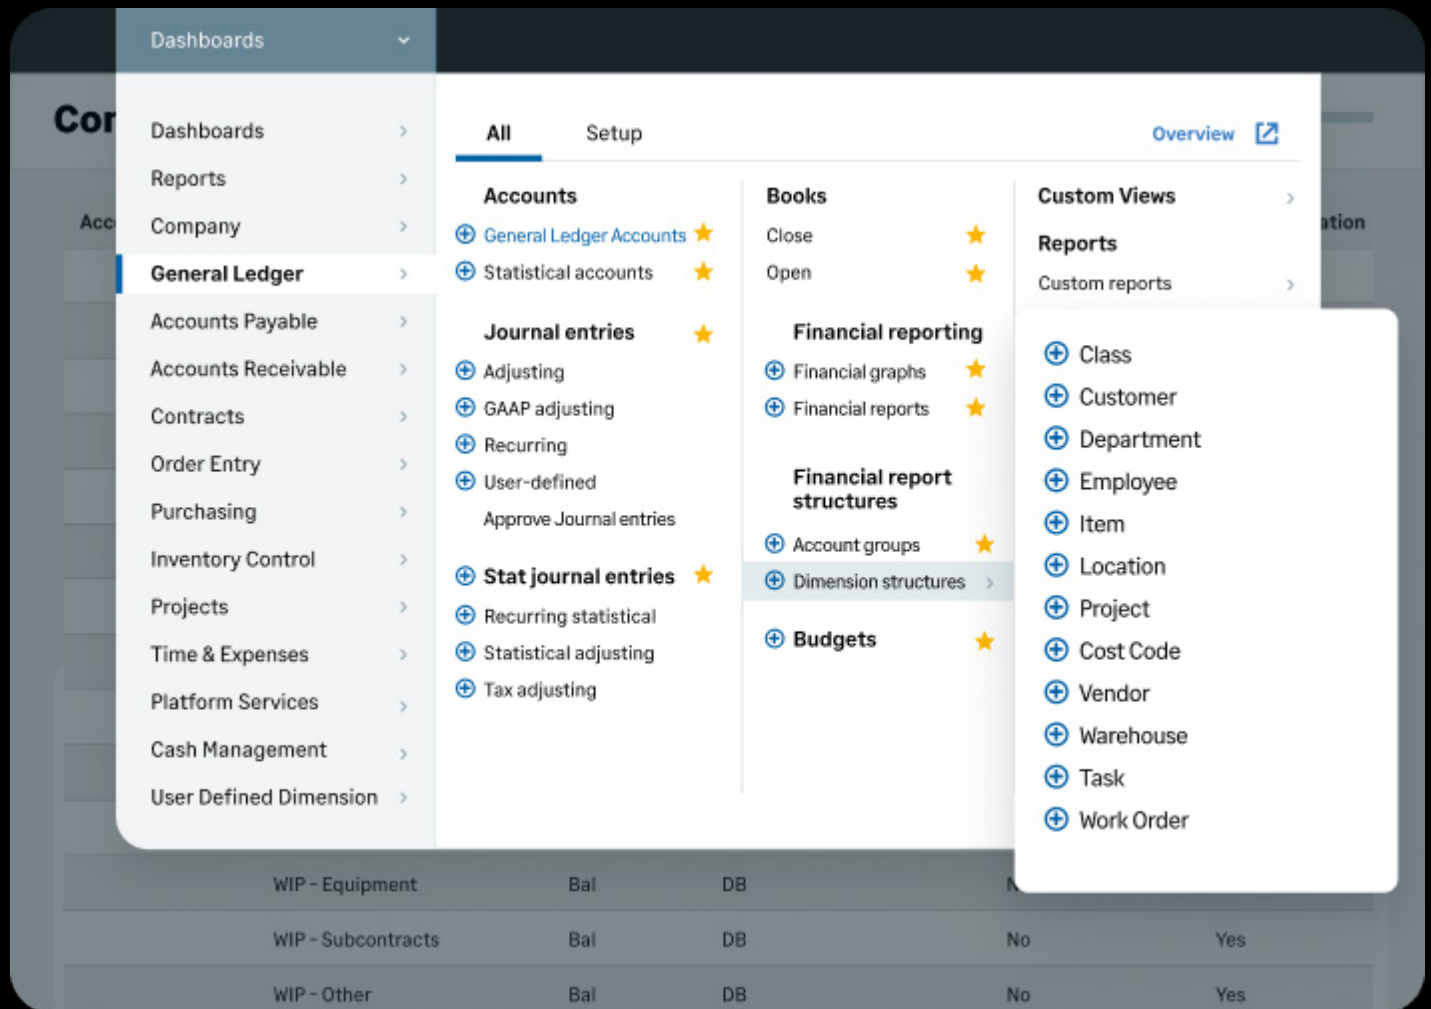 Dashboards
Cor
Acc
ation
Dashboards
Reports
Company
General Ledger
Accounts Payable
Accounts Receivable
Contracts
Order Entry
Purchasing
Inventory Control
Projects
Time & Expenses
Platform Services
Cash Management
User Defined Dimension
All
Setup
Overview
Accounts
General Ledger Accounts
Statistical accounts
Journal entries
Adjusting
GAAP adjusting
Recurring
User-defined
Approve Journal entries
Stat journal entries
Recurring statistical
Statistical adjusting
Tax adjusting
Books
Close
Open
Financial reporting
Financial graphs
Financial reports
Financial report
structures
Account groups
Dimension structures
Budgets
Custom Views
Reports
Custom reports
Class
Customer
Department
Employee
Item
Location
Project
Cost Code
Vendor
Warehouse
Task
Work Order
WIP - Equipment Bal DB
WIP - Subcontracts Bal DB No Yes
WIP - Other Bal DB No Yes